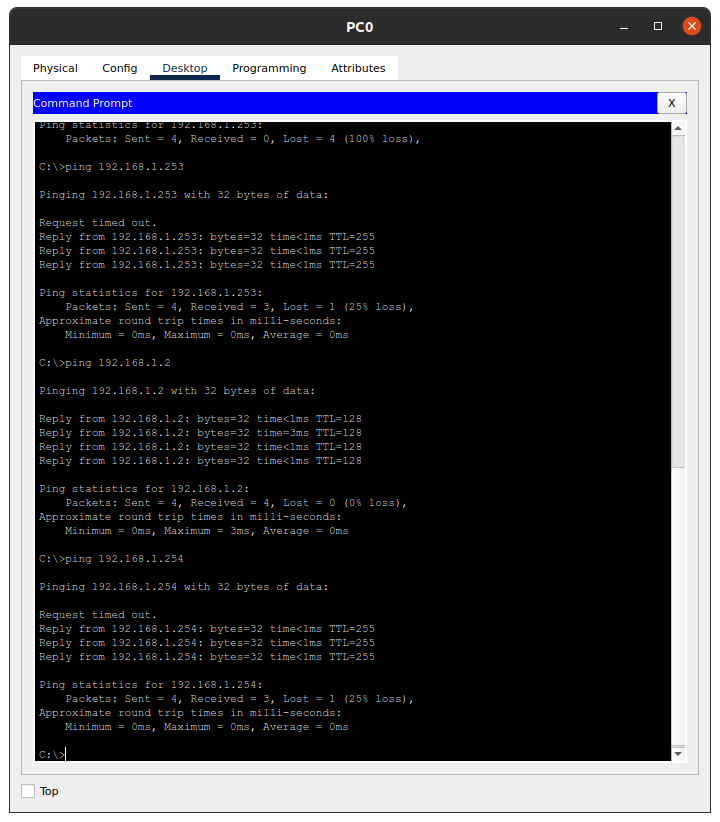 PC0
Physical Config Desktop Programming Attributes
Command Prompt X
Ping statistics for 192.168.1.253:
Packets: Sent = 4, Received = 0, Lost = 4 (100% loss),
C:\>ping 192.168.1.253
Pinging 192.168.1.253 with 32 bytes of data:
Request timed out.
Reply from 192.168.1.253: bytes=32 time<1ms TTL=255
Reply from 192.168.1.253: bytes=32 time<1ms TTL=255
Reply from 192.168.1.253: bytes=32 time<1ms TTL=255
Ping statistics for 192.168.1.253:
Packets: Sent = 4, Received = 3, Lost = 1 (25% loss),
Approximate round trip times in milli-seconds:
Minimum = 0ms, Maximum = 0ms, Average = 0ms
C:\>ping 192.168.1.2
Pinging 192.168.1.2 with 32 bytes of data:
Reply from 192.168.1.2: bytes=32 time<1ms TTL=128
Reply from 192.168.1.2: bytes=32 time=3ms TTL=128
Reply from 192.168.1.2: bytes=32 time<1ms TTL=128
Reply from 192.168.1.2: bytes=32 time<1ms TTL=128
Ping statistics for 192.168.1.2:
Packets: Sent = 4, Received = 4, Lost = 0 (0% loss),
Approximate round trip times in milli-seconds:
Minimum = 0ms, Maximum = 3ms, Average = 0ms
C:\>ping 192.168.1.254
Pinging 192.168.1.254 with 32 bytes of data:
Request timed out.
Reply from 192.168.1.254: bytes=32 time<1ms TTL=255
Reply from 192.168.1.254: bytes=32 time<1ms TTL=255
Reply from 192.168.1.254: bytes=32 time<1ms TTL=255
Ping statistics for 192.168.1.254:
Packets: Sent = 4, Received = 3, Lost = 1 (25% loss),
Approximate round trip times in milli-seconds:
Minimum = 0ms, Maximum = 0ms, Average = 0ms
C:\>
Top